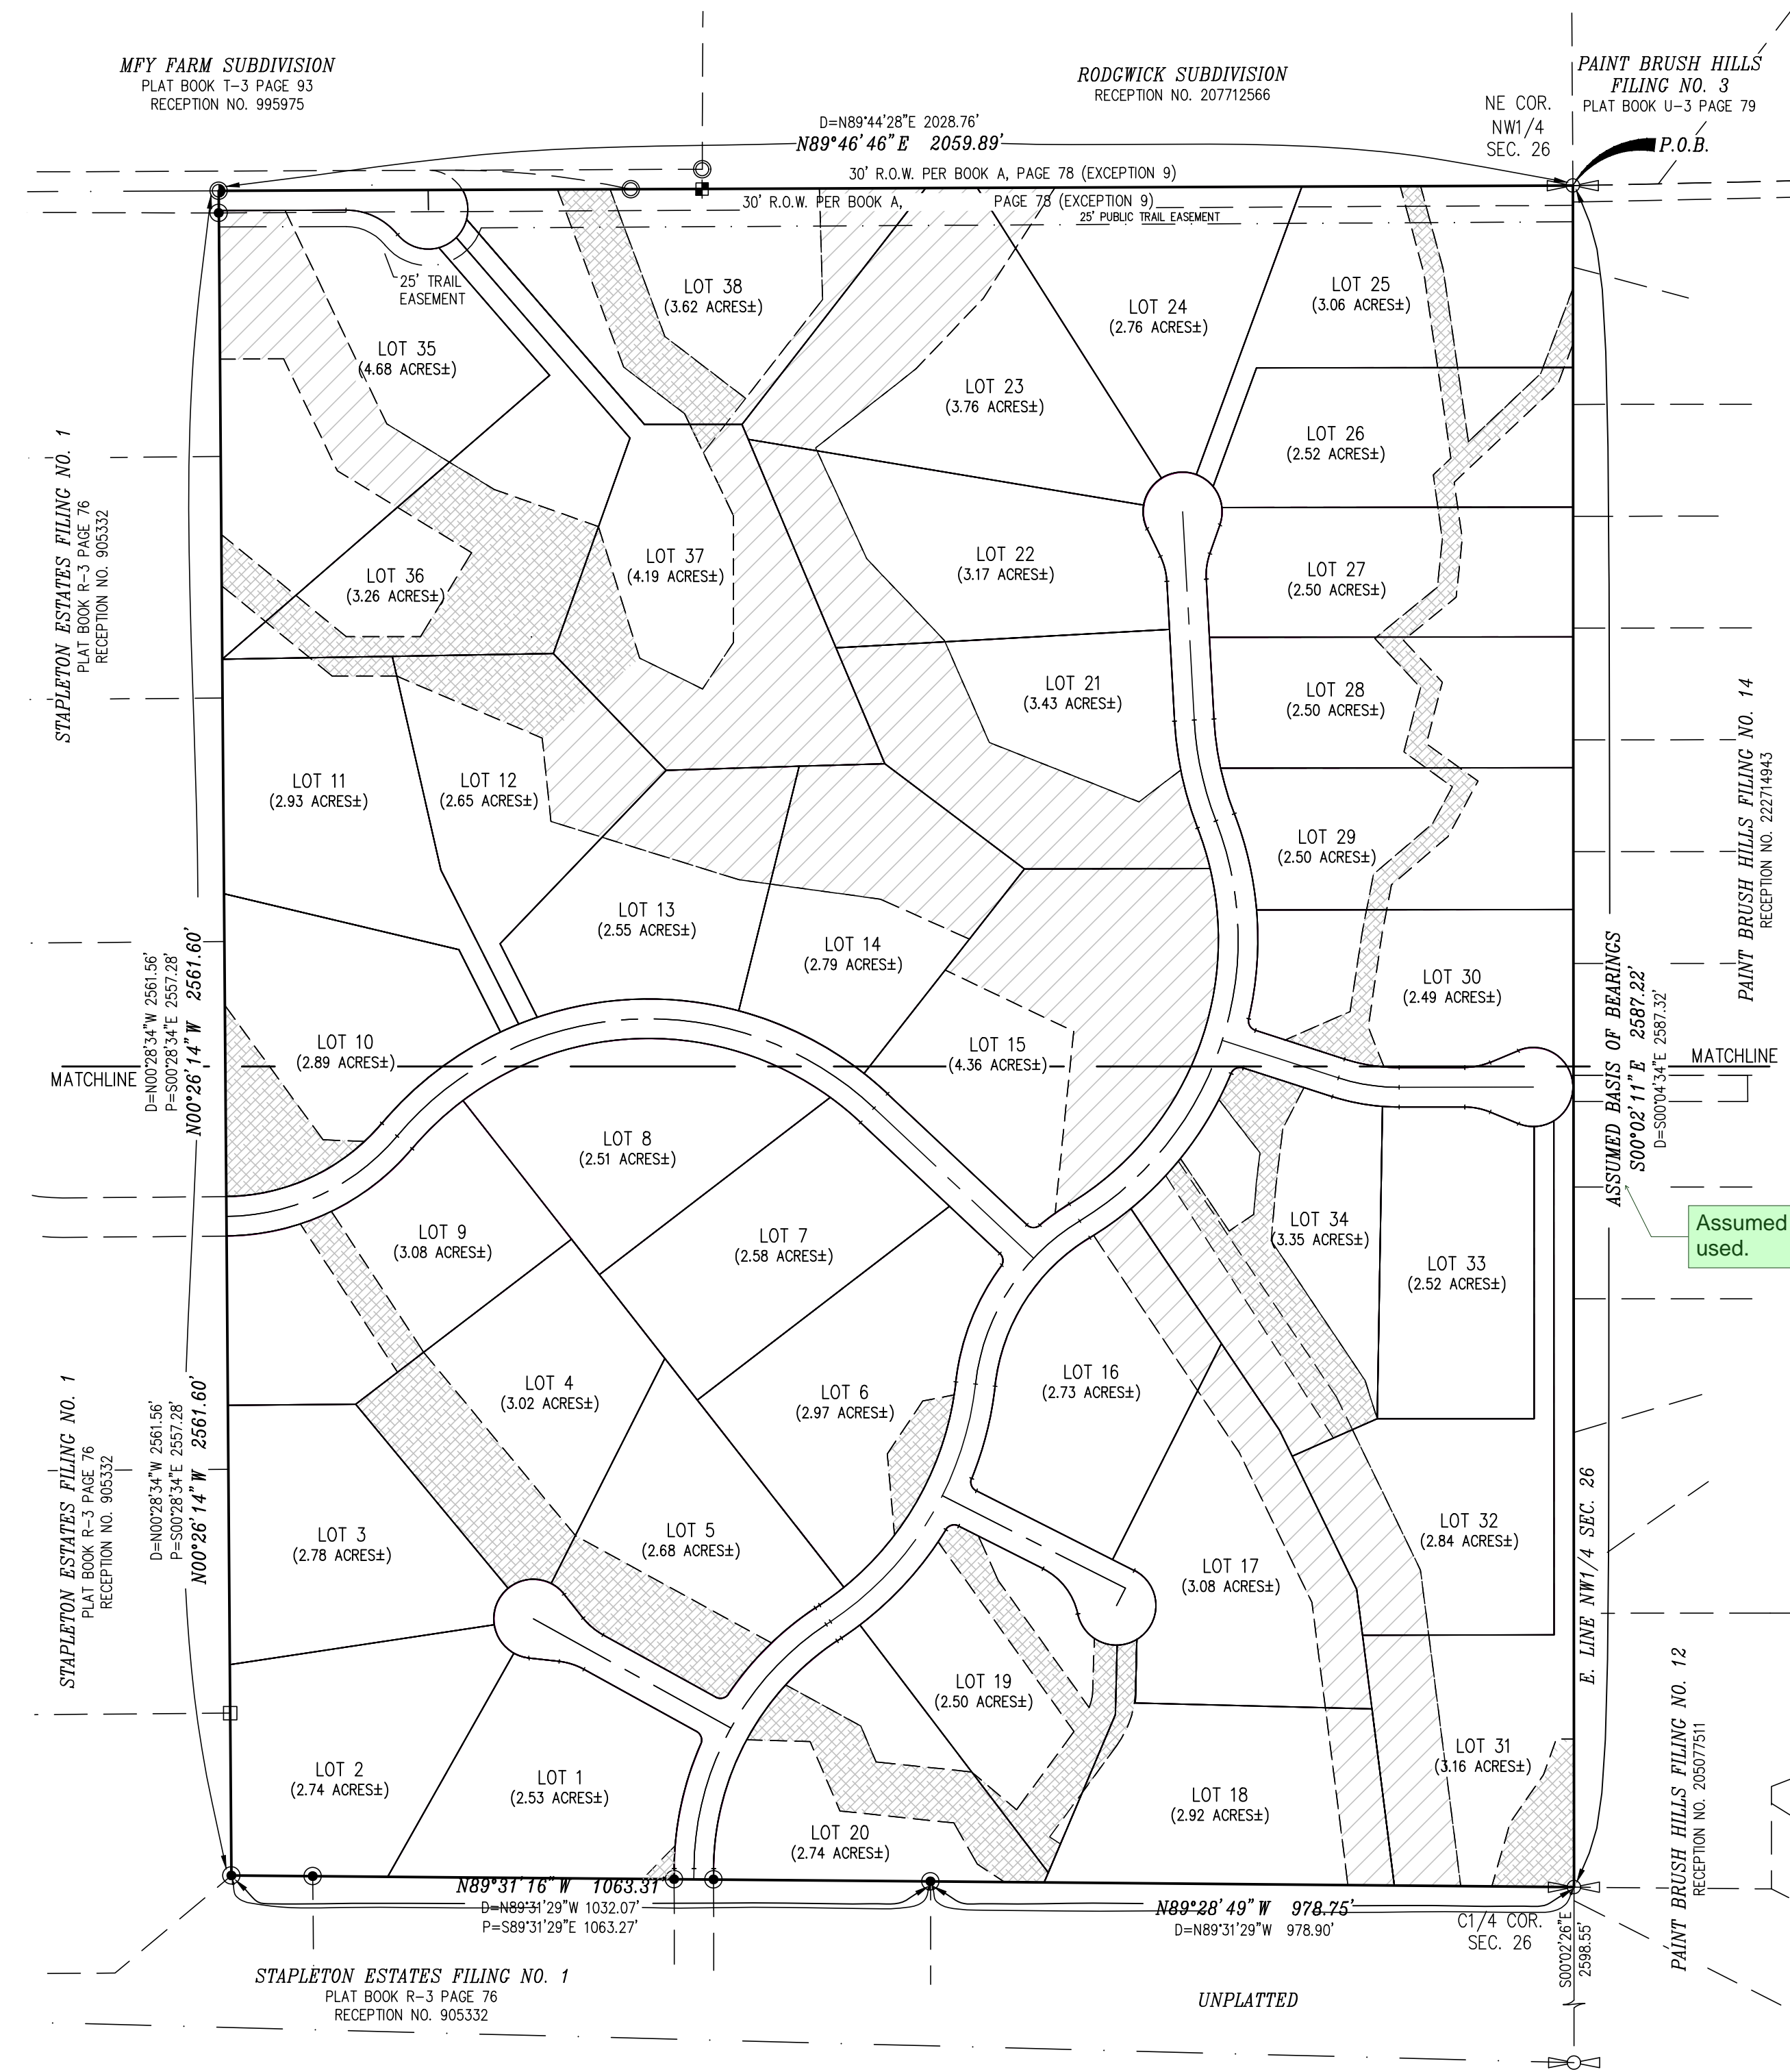 MFY FARM SUBDIVISION
PLAT BOOK T-3 PAGE 93
RECEPTION NO. 995975
RODGWICK SUBDIVISION
RECEPTION NO. 207712566
PAINT BRUSH HILLS
FILING NO. 3
PLAT BOOK U-3 PAGE 79
NE COR.
NW1/4
SEC. 26
P.O.B.
D=N89°44'28"E 2028.76'
N89°46'46"E 2059.89'
30' R.O.W. PER BOOK A, PAGE 78 (EXCEPTION 9)
30' R.O.W. PER BOOK A, PAGE 78 (EXCEPTION 9)
25' PUBLIC TRAIL EASEMENT
25' TRAIL
EASEMENT
LOT 38
(3.62 ACRES±)
LOT 24
(2.76 ACRES±)
LOT 25
(3.06 ACRES±)
LOT 35
(4.68 ACRES±)
LOT 23
(3.76 ACRES±)
LOT 26
(2.52 ACRES±)
LOT 36
(3.26 ACRES±)
LOT 37
(4.19 ACRES±)
LOT 22
(3.17 ACRES±)
LOT 27
(2.50 ACRES±)
LOT 21
(3.43 ACRES±)
LOT 28
(2.50 ACRES±)
STAPLETON ESTATES FILING NO. 1
PLAT BOOK R-3 PAGE 76
RECEPTION NO. 905332
LOT 11
(2.93 ACRES±)
LOT 12
(2.65 ACRES±)
LOT 29
(2.50 ACRES±)
PAINT BRUSH HILLS FILING NO. 14
RECEPTION NO. 222714943
LOT 13
(2.55 ACRES±)
LOT 14
(2.79 ACRES±)
LOT 30
(2.49 ACRES±)
D=N00°28'34"W 2561.56'
P=S00°28'34"E 2557.28'
N00°26'14"W 2561.60'
LOT 10
(2.89 ACRES±)
LOT 15
(4.36 ACRES±)
MATCHLINE
MATCHLINE
ASSUMED BASIS OF BEARINGS
S00°02'11"E 2587.22'
D=S00°04'34"E 2587.32'
Assumed
used.
LOT 8
(2.51 ACRES±)
LOT 9
(3.08 ACRES±)
LOT 7
(2.58 ACRES±)
LOT 34
(3.35 ACRES±)
LOT 33
(2.52 ACRES±)
LOT 4
(3.02 ACRES±)
LOT 6
(2.97 ACRES±)
LOT 16
(2.73 ACRES±)
STAPLETON ESTATES FILING NO. 1
PLAT BOOK R-3 PAGE 76
RECEPTION NO. 905332
D=N00°28'34"W 2561.56'
P=S00°28'34"E 2557.28'
N00°26'14"W 2561.60'
LOT 3
(2.78 ACRES±)
LOT 5
(2.68 ACRES±)
LOT 17
(3.08 ACRES±)
LOT 32
(2.84 ACRES±)
E. LINE NW1/4 SEC. 26
LOT 19
(2.50 ACRES±)
LOT 31
(3.16 ACRES±)
PAINT BRUSH HILLS FILING NO. 12
RECEPTION NO. 205077511
LOT 2
(2.74 ACRES±)
LOT 1
(2.53 ACRES±)
LOT 20
(2.74 ACRES±)
LOT 18
(2.92 ACRES±)
N89°31'16"W 1063.31'
D=N89°31'29"W 1032.07'
P=S89°31'29"E 1063.27'
N89°28'49"W 978.75'
D=N89°31'29"W 978.90'
C1/4 COR.
SEC. 26
S00°02'26"E
2598.55'
STAPLETON ESTATES FILING NO. 1
PLAT BOOK R-3 PAGE 76
RECEPTION NO. 905332
UNPLATTED